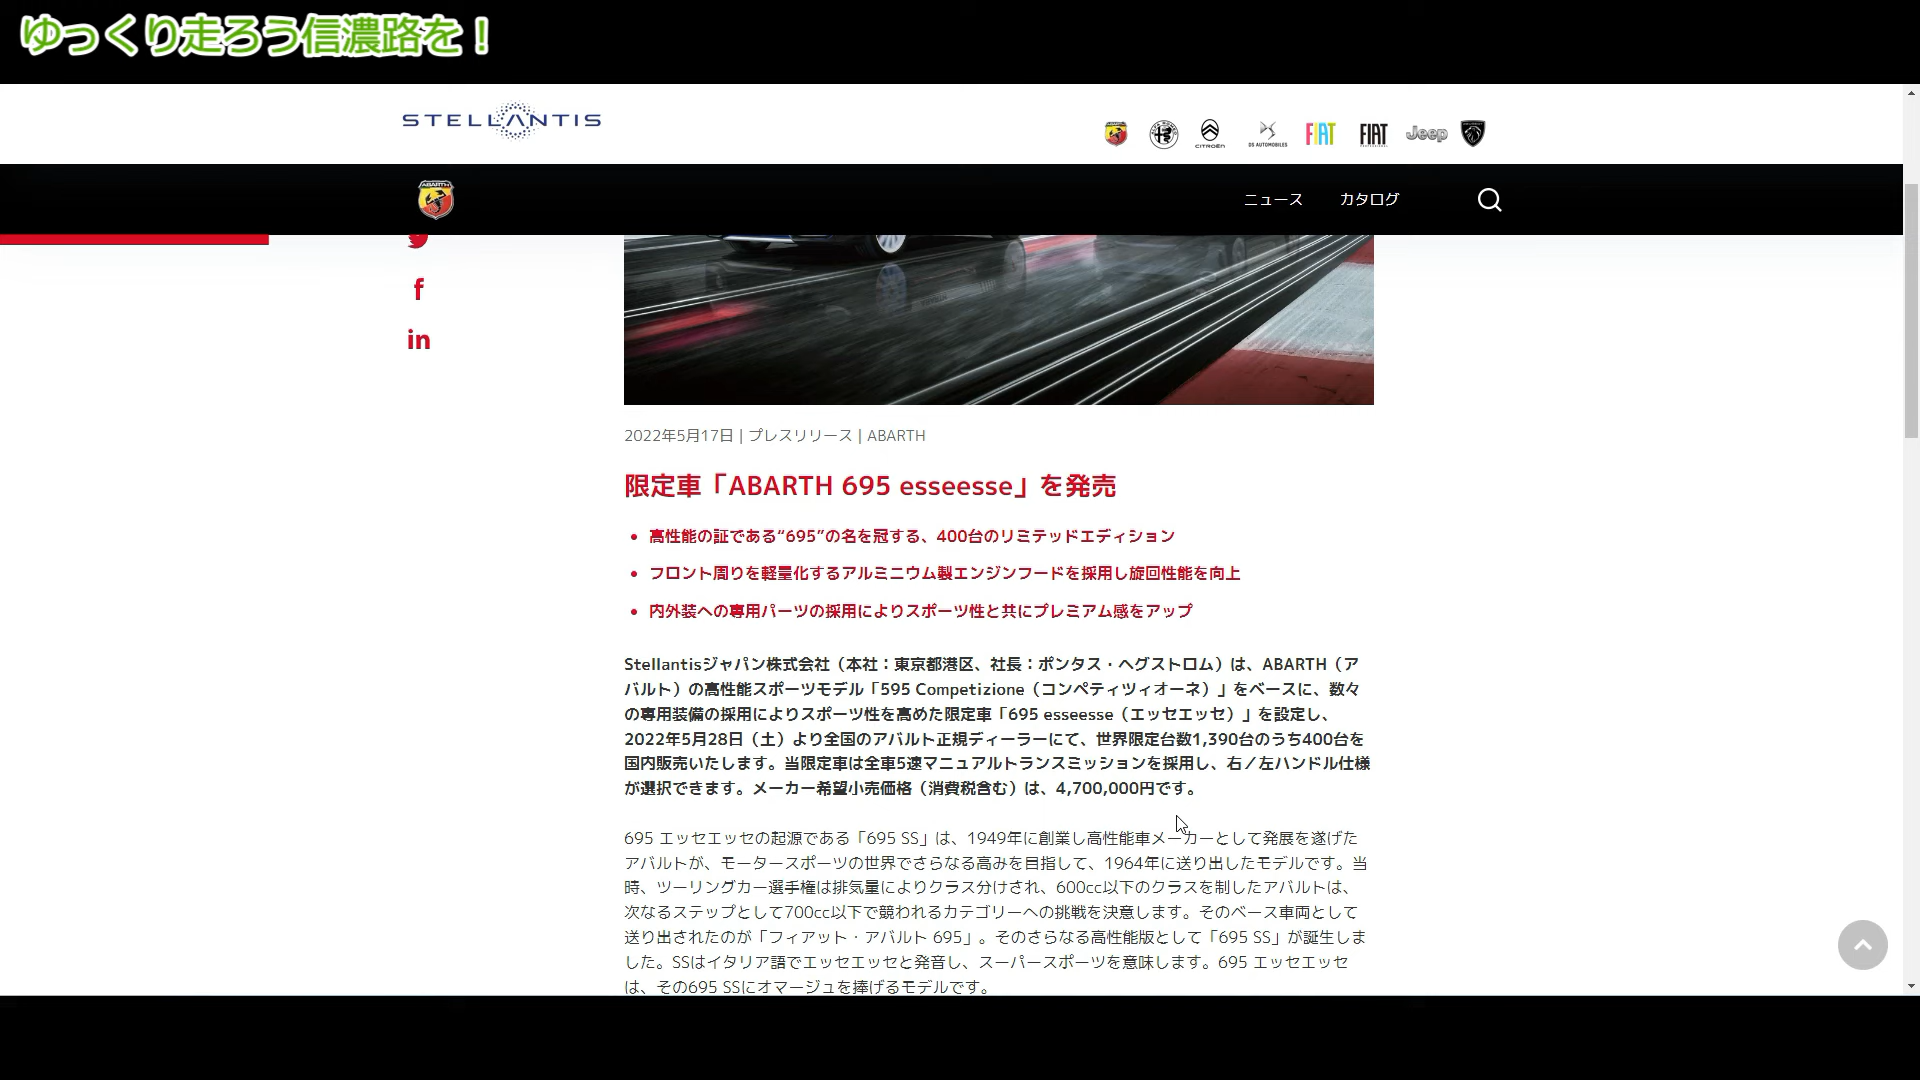 ゆっくり走ろう信濃路を！
STELLANTIS
CITROËN
DS AUTOMOBILES
FIAT
FIAT
PROFESSIONAL
Jeep
ABARTH
ニュース
カタログ
f
in
2022年5月17日 | プレスリリース | ABARTH
限定車「ABARTH 695 esseesse」を発売
• 高性能の証である“695”の名を冠する、400台のリミテッドエディション
• フロント周りを軽量化するアルミニウム製エンジンフードを採用し旋回性能を向上
• 内外装への専用パーツの採用によりスポーツ性と共にプレミアム感をアップ
Stellantisジャパン株式会社（本社：東京都港区、社長：ポンタス・ヘグストロム）は、ABARTH（ア
バルト）の高性能スポーツモデル「595 Competizione（コンペティツィオーネ）」をベースに、数々
の専用装備の採用によりスポーツ性を高めた限定車「695 esseesse（エッセエッセ）」を設定し、
2022年5月28日（土）より全国のアバルト正規ディーラーにて、世界限定台数1,390台のうち400台を
国内販売いたします。当限定車は全車5速マニュアルトランスミッションを採用し、右／左ハンドル仕様
が選択できます。メーカー希望小売価格（消費税含む）は、4,700,000円です。
695 エッセエッセの起源である「695 SS」は、1949年に創業し高性能車メーカーとして発展を遂げた
アバルトが、モータースポーツの世界でさらなる高みを目指して、1964年に送り出したモデルです。当
時、ツーリングカー選手権は排気量によりクラス分けされ、600cc以下のクラスを制したアバルトは、
次なるステップとして700cc以下で競われるカテゴリーへの挑戦を決意します。そのベース車両として
送り出されたのが「フィアット・アバルト 695」。そのさらなる高性能版として「695 SS」が誕生しま
した。SSはイタリア語でエッセエッセと発音し、スーパースポーツを意味します。695 エッセエッセ
は、その695 SSにオマージュを捧げるモデルです。